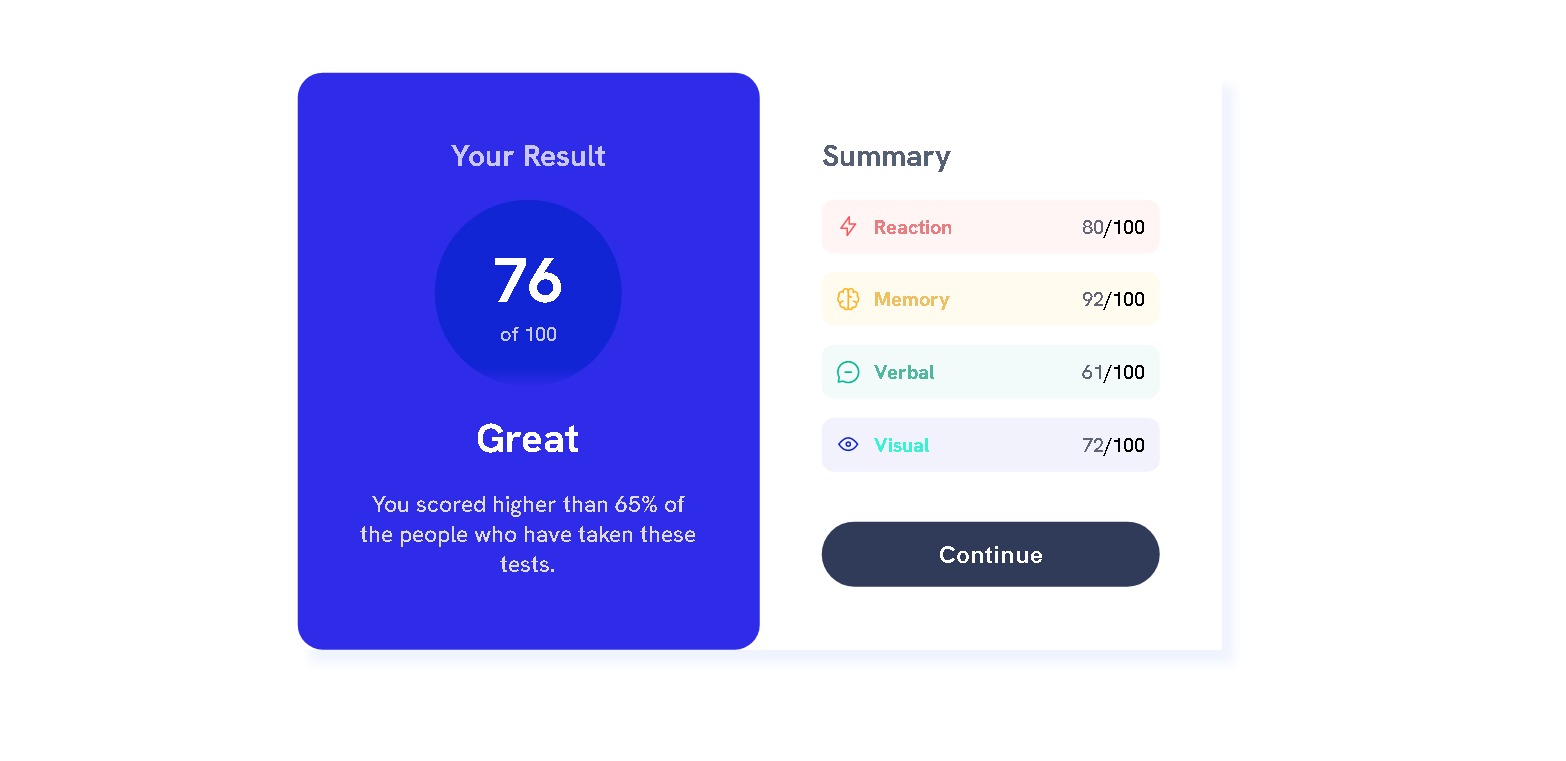 Your Result
76
of 100
Great
You scored higher than 65% of
the people who have taken these
tests.
Summary
Reaction 80/100
Memory 92/100
Verbal 61/100
Visual 72/100
Continue